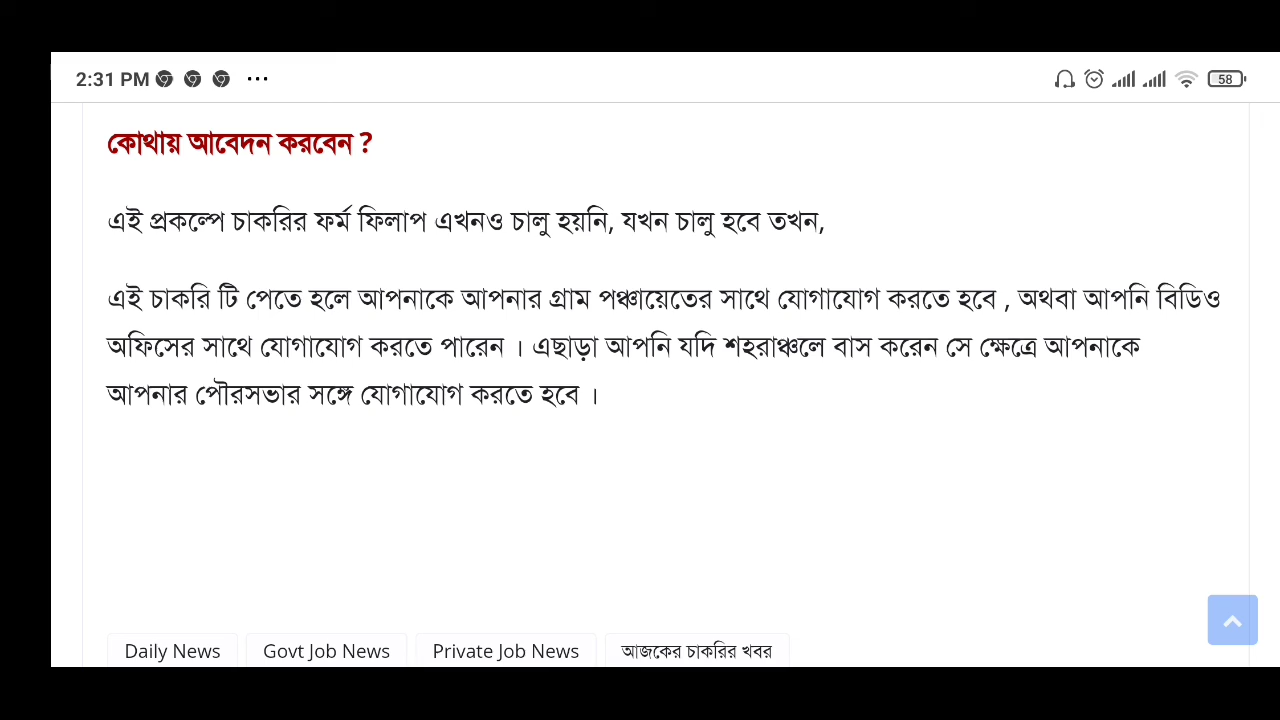 2:31 PM ...
58
কোথায় আবেদন করবেন ?
এই প্রকল্পে চাকরির ফর্ম ফিলাপ এখনও চালু হয়নি, যখন চালু হবে তখন,
এই চাকরি টি পেতে হলে আপনাকে আপনার গ্রাম পঞ্চায়েতের সাথে যোগাযোগ করতে হবে , অথবা আপনি বিডিও
অফিসের সাথে যোগাযোগ করতে পারেন । এছাড়া আপনি যদি শহরাঞ্চলে বাস করেন সে ক্ষেত্রে আপনাকে
আপনার পৌরসভার সঙ্গে যোগাযোগ করতে হবে ।
Daily News Govt Job News Private Job News আজকের চাকরির খবর